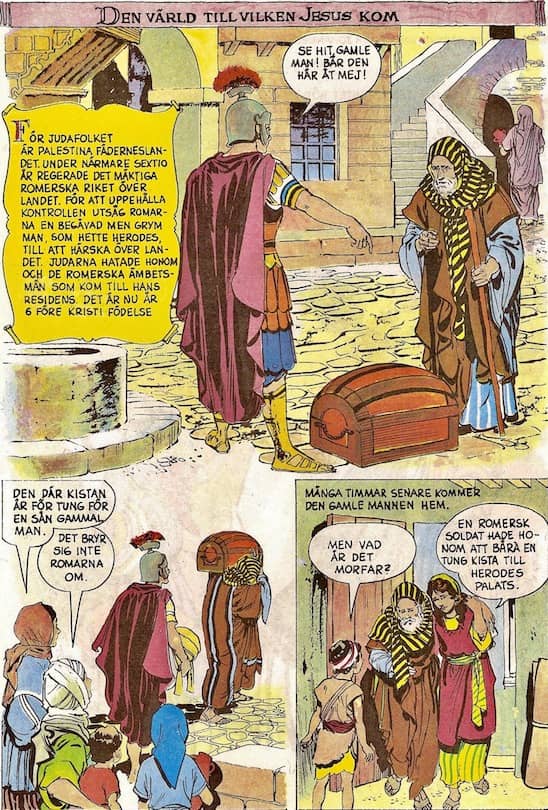 DEN VÄRLD TILL VILKEN JESUS KOM
FÖR JUDAFOLKET
ÄR PALESTINA FÄDERNESLAN-
DET. UNDER NÄRMARE SEXTIO
ÅR REGERADE DET MÄKTIGA
ROMERSKA RIKET ÖVER
LANDET. FÖR ATT UPPEHÅLLA
KONTROLLEN UTSÅG ROMAR-
NA EN BEGÅVAD MEN GRYM
MAN, SOM HETTE HERODES,
TILL ATT HÄRSKA ÖVER LAN-
DET. JUDARNA HATADE HONOM
OCH DE ROMERSKA ÄMBETS-
MÄN SOM KOM TILL HANS
RESIDENS. DET ÄR NU ÅR
6 FÖRE KRISTI FÖDELSE
SE HIT, GAMLE
MAN! BÄR DEN
HÄR ÅT MEJ!
DEN DÄR KISTAN
ÄR FÖR TUNG FÖR
EN SÅN GAMMAL
MAN.
DET BRYR
SIG INTE
ROMARNA
OM.
MÅNGA TIMMAR SENARE KOMMER
DEN GAMLE MANNEN HEM.
MEN VAD
ÄR DET
MORFAR?
EN ROMERSK
SOLDAT BAD HO-
NOM ATT BÄRA EN
TUNG KISTA TILL
HERODES
PALATS.